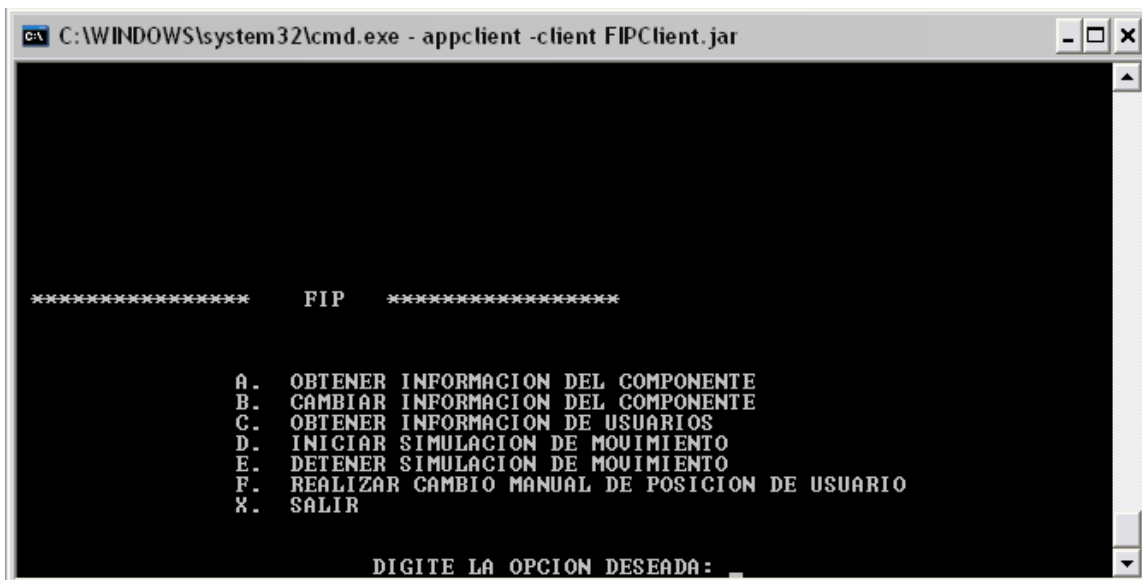 C:\WINDOWS\system32\cmd.exe - appclient -client FIPClient.jar
**************** FIP *****************
A. OBTENER INFORMACION DEL COMPONENTE
B. CAMBIAR INFORMACION DEL COMPONENTE
C. OBTENER INFORMACION DE USUARIOS
D. INICIAR SIMULACION DE MOVIMIENTO
E. DETENER SIMULACION DE MOVIMIENTO
F. REALIZAR CAMBIO MANUAL DE POSICION DE USUARIO
X. SALIR
DIGITE LA OPCION DESEADA: _